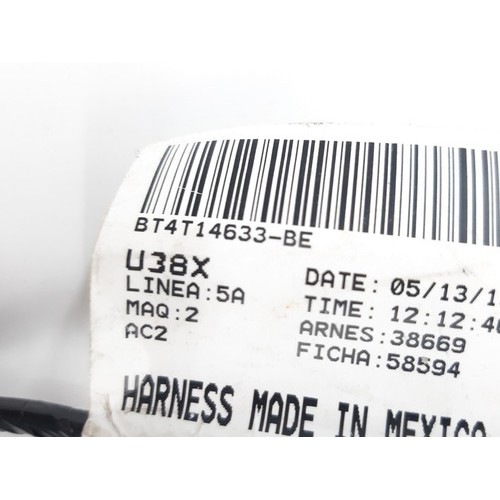 BT4T14633-BE
U38X
LINEA:5A
MAQ:2
AC2
DATE: 05/13/1
TIME: 12:12:4
ARNES:38669
FICHA:58594
HARNESS MADE IN MEXICO